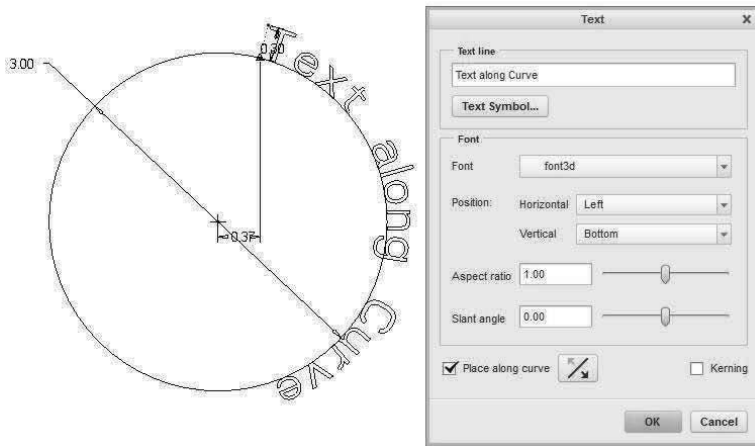 3.00
0.30
Text along Curve
0.37
Text
x
Text line
Text along Curve
Text Symbol...
Font
Font font3d
Position: Horizontal Left
Vertical Bottom
Aspect ratio 1.00
Slant angle 0.00
Place along curve
Kerning
OK Cancel